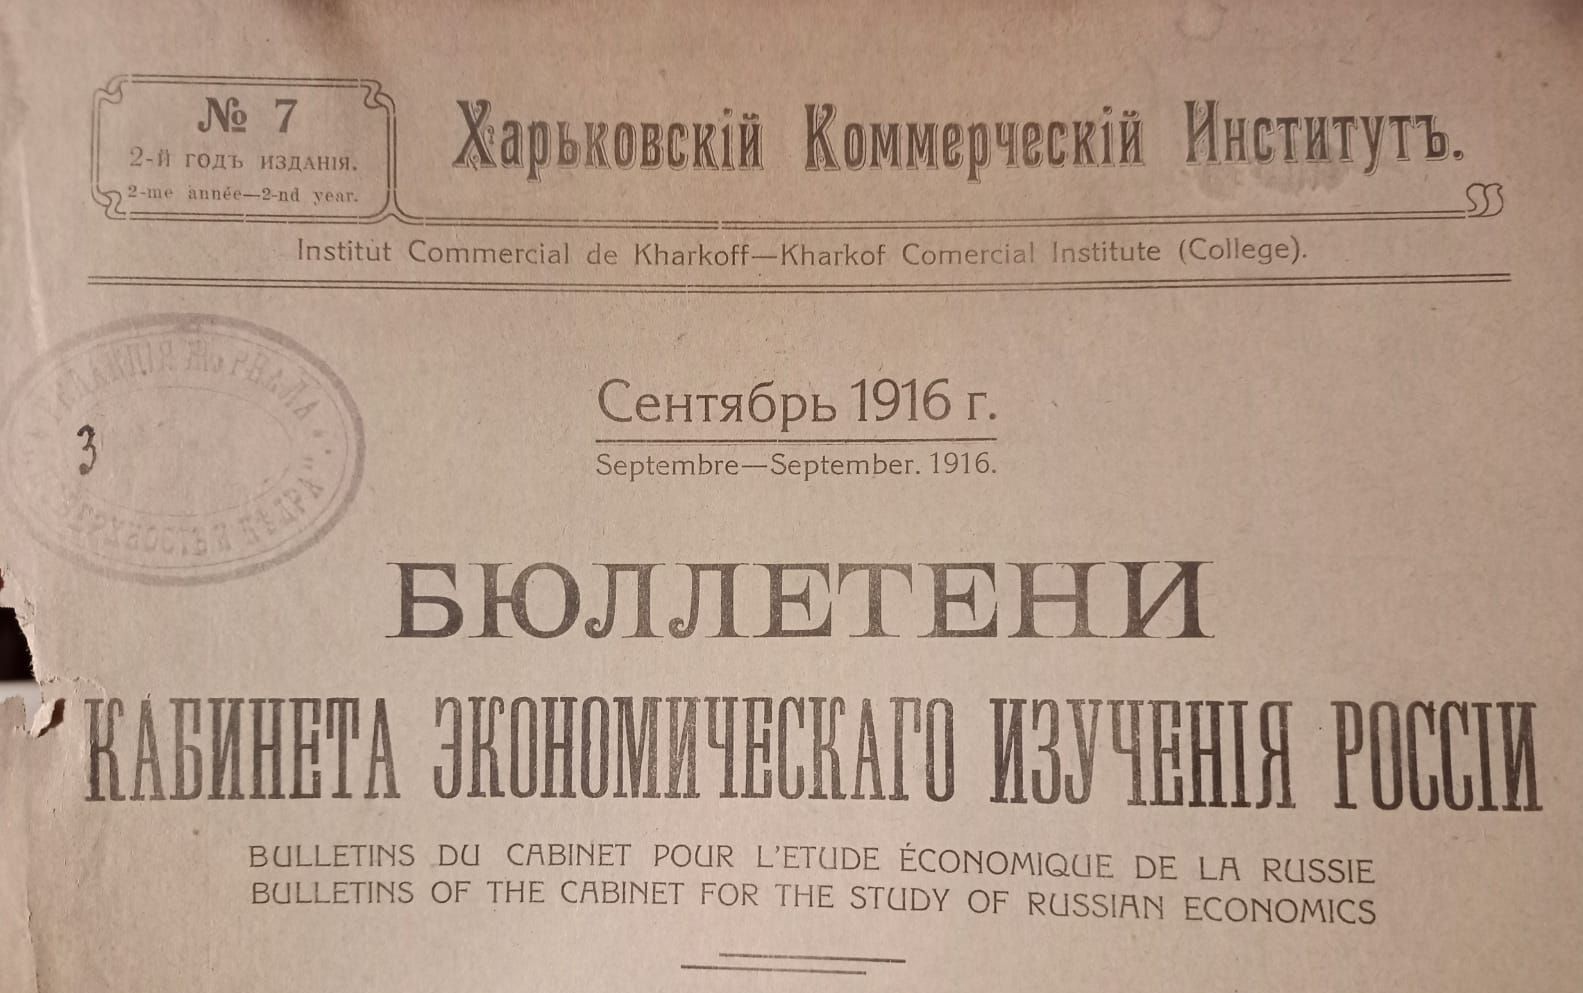 № 7
2-й годъ изданія.
2-me année—2-nd year.
Харьковскій Коммерческій Институтъ.
Institut Commercial de Kharkoff—Kharkof Comercial Institute (College).
3
Сентябрь 1916 г.
Septembre—September. 1916.
БЮЛЛЕТЕНИ
КАБИНЕТА ЭКОНОМИЧЕСКАГО ИЗУЧЕНІЯ РОССІИ
BULLETINS DU CABINET POUR L'ETUDE ÉCONOMIQUE DE LA RUSSIE
BULLETINS OF THE CABINET FOR THE STUDY OF RUSSIAN ECONOMICS